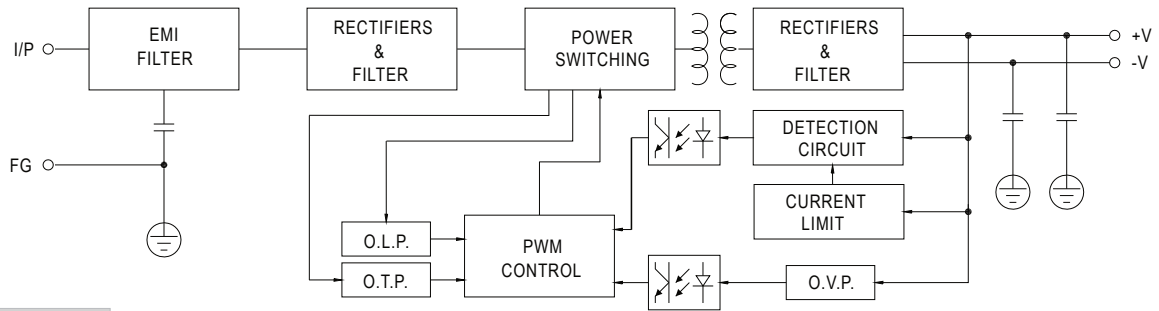 I/P
EMI
FILTER
RECTIFIERS
&
FILTER
POWER
SWITCHING
RECTIFIERS
&
FILTER
+V
-V
DETECTION
CIRCUIT
FG
CURRENT
LIMIT
O.L.P.
PWM
CONTROL
O.T.P.
O.V.P.